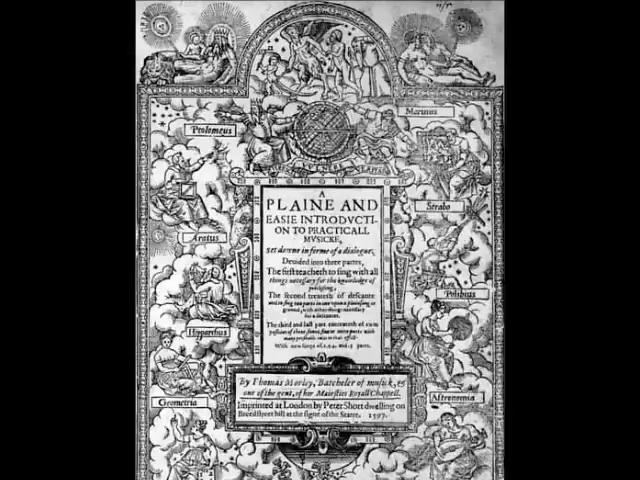 Ptolomeus
Marinus
Aratus
Strabo
Hipparchus
Polibius
Geometria
Astronomia
A
PLAINE AND
EASIE INTRODVCTI-
ON TO PRACTICALL
MVSICKE,
set downe in forme of a dialogue;
Deuided into three partes,
The first teacheth to sing with all
things necessary for the knowledge of
pricktsong,
The second treateth of descante
and to sing two parts in one vpon a plainsong or
ground, with other things necessary
for a descanter.
The third and last part entreateth of com-
position of three, foure, fiue or more parts with
many profitable rules to that effect.
With new songs of, 2. 3. 4. and .5 parts.
By Thomas Morley, Batcheler of musick, &
one of the gent. of her Maiesties Royall Chappell.
Imprinted at London by Peter Short dwelling on
Breedstreet hill at the signe of the Starre. 1597.